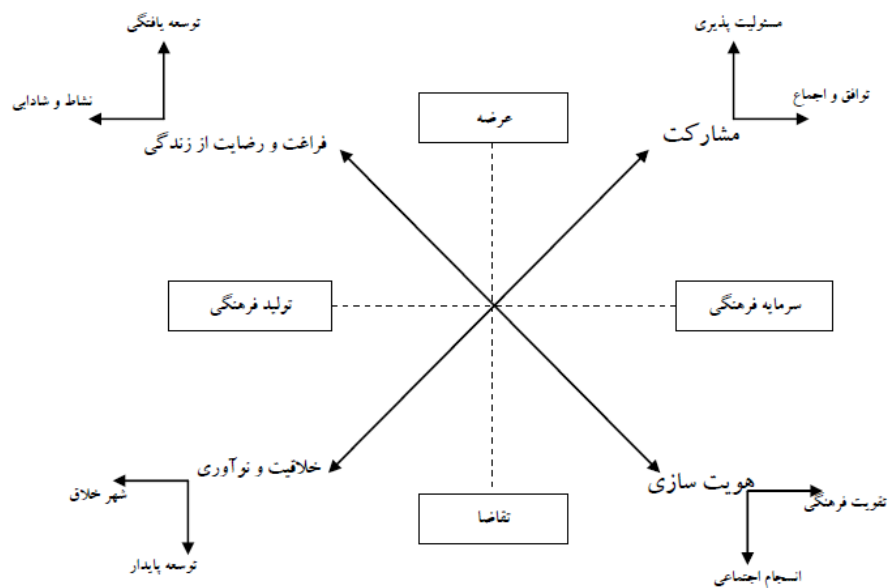 توسعه یافتگی
مسئولیت پذیری
نشاط و شادابی
توافق و اجماع
عرضه
فراغت و رضایت از زندگی
مشارکت
تولید فرهنگی
سرمایه فرهنگی
خلاقیت و نوآوری
هویت سازی
شهر خلاق
تقویت فرهنگی
تقاضا
توسعه پایدار
انسجام اجتماعی